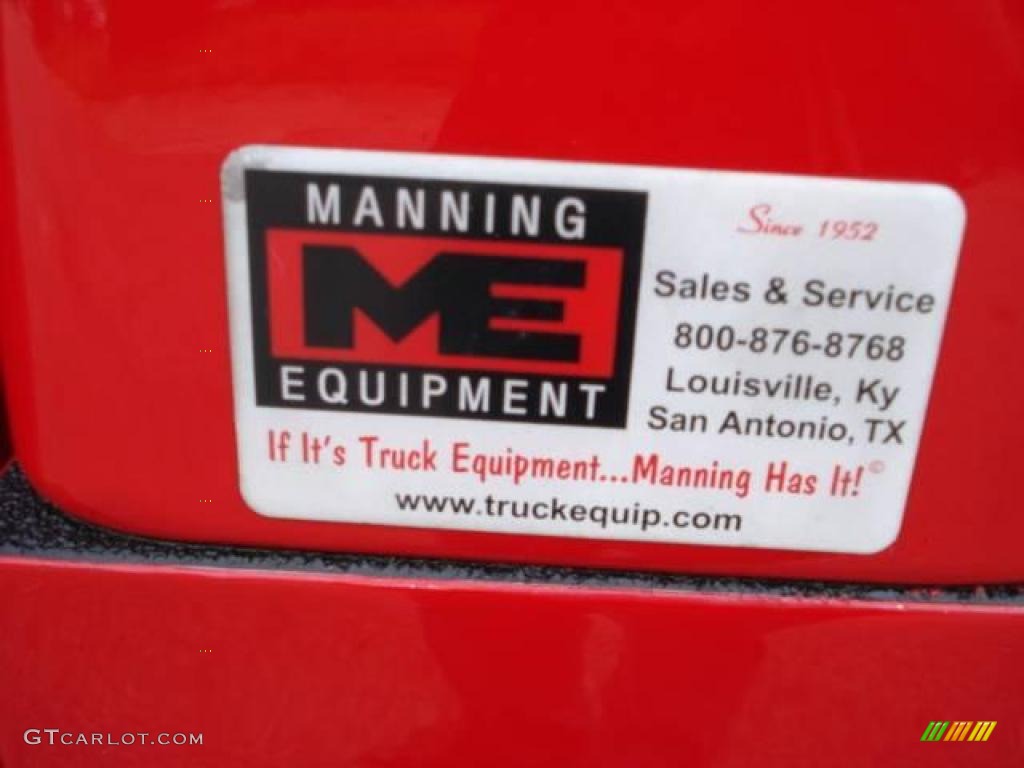 MANNING
ME
EQUIPMENT
Since 1952
Sales & Service
800-876-8768
Louisville, Ky
San Antonio, TX
If It's Truck Equipment...Manning Has It!©
www.truckequip.com
GTCARLOT.COM